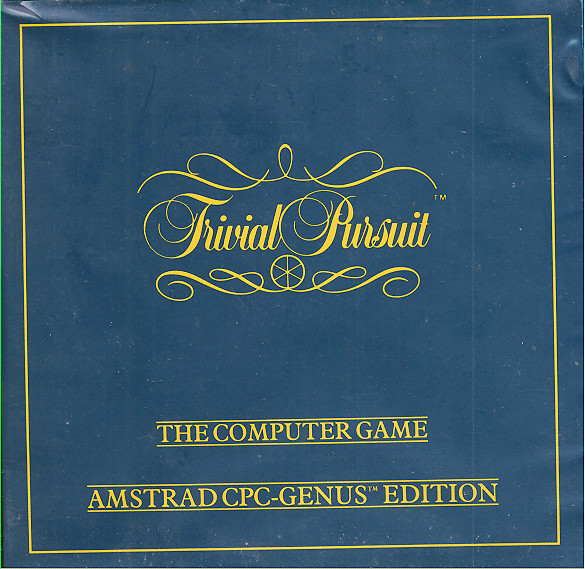 Trivial Pursuit™
THE COMPUTER GAME
AMSTRAD CPC-GENUS™ EDITION